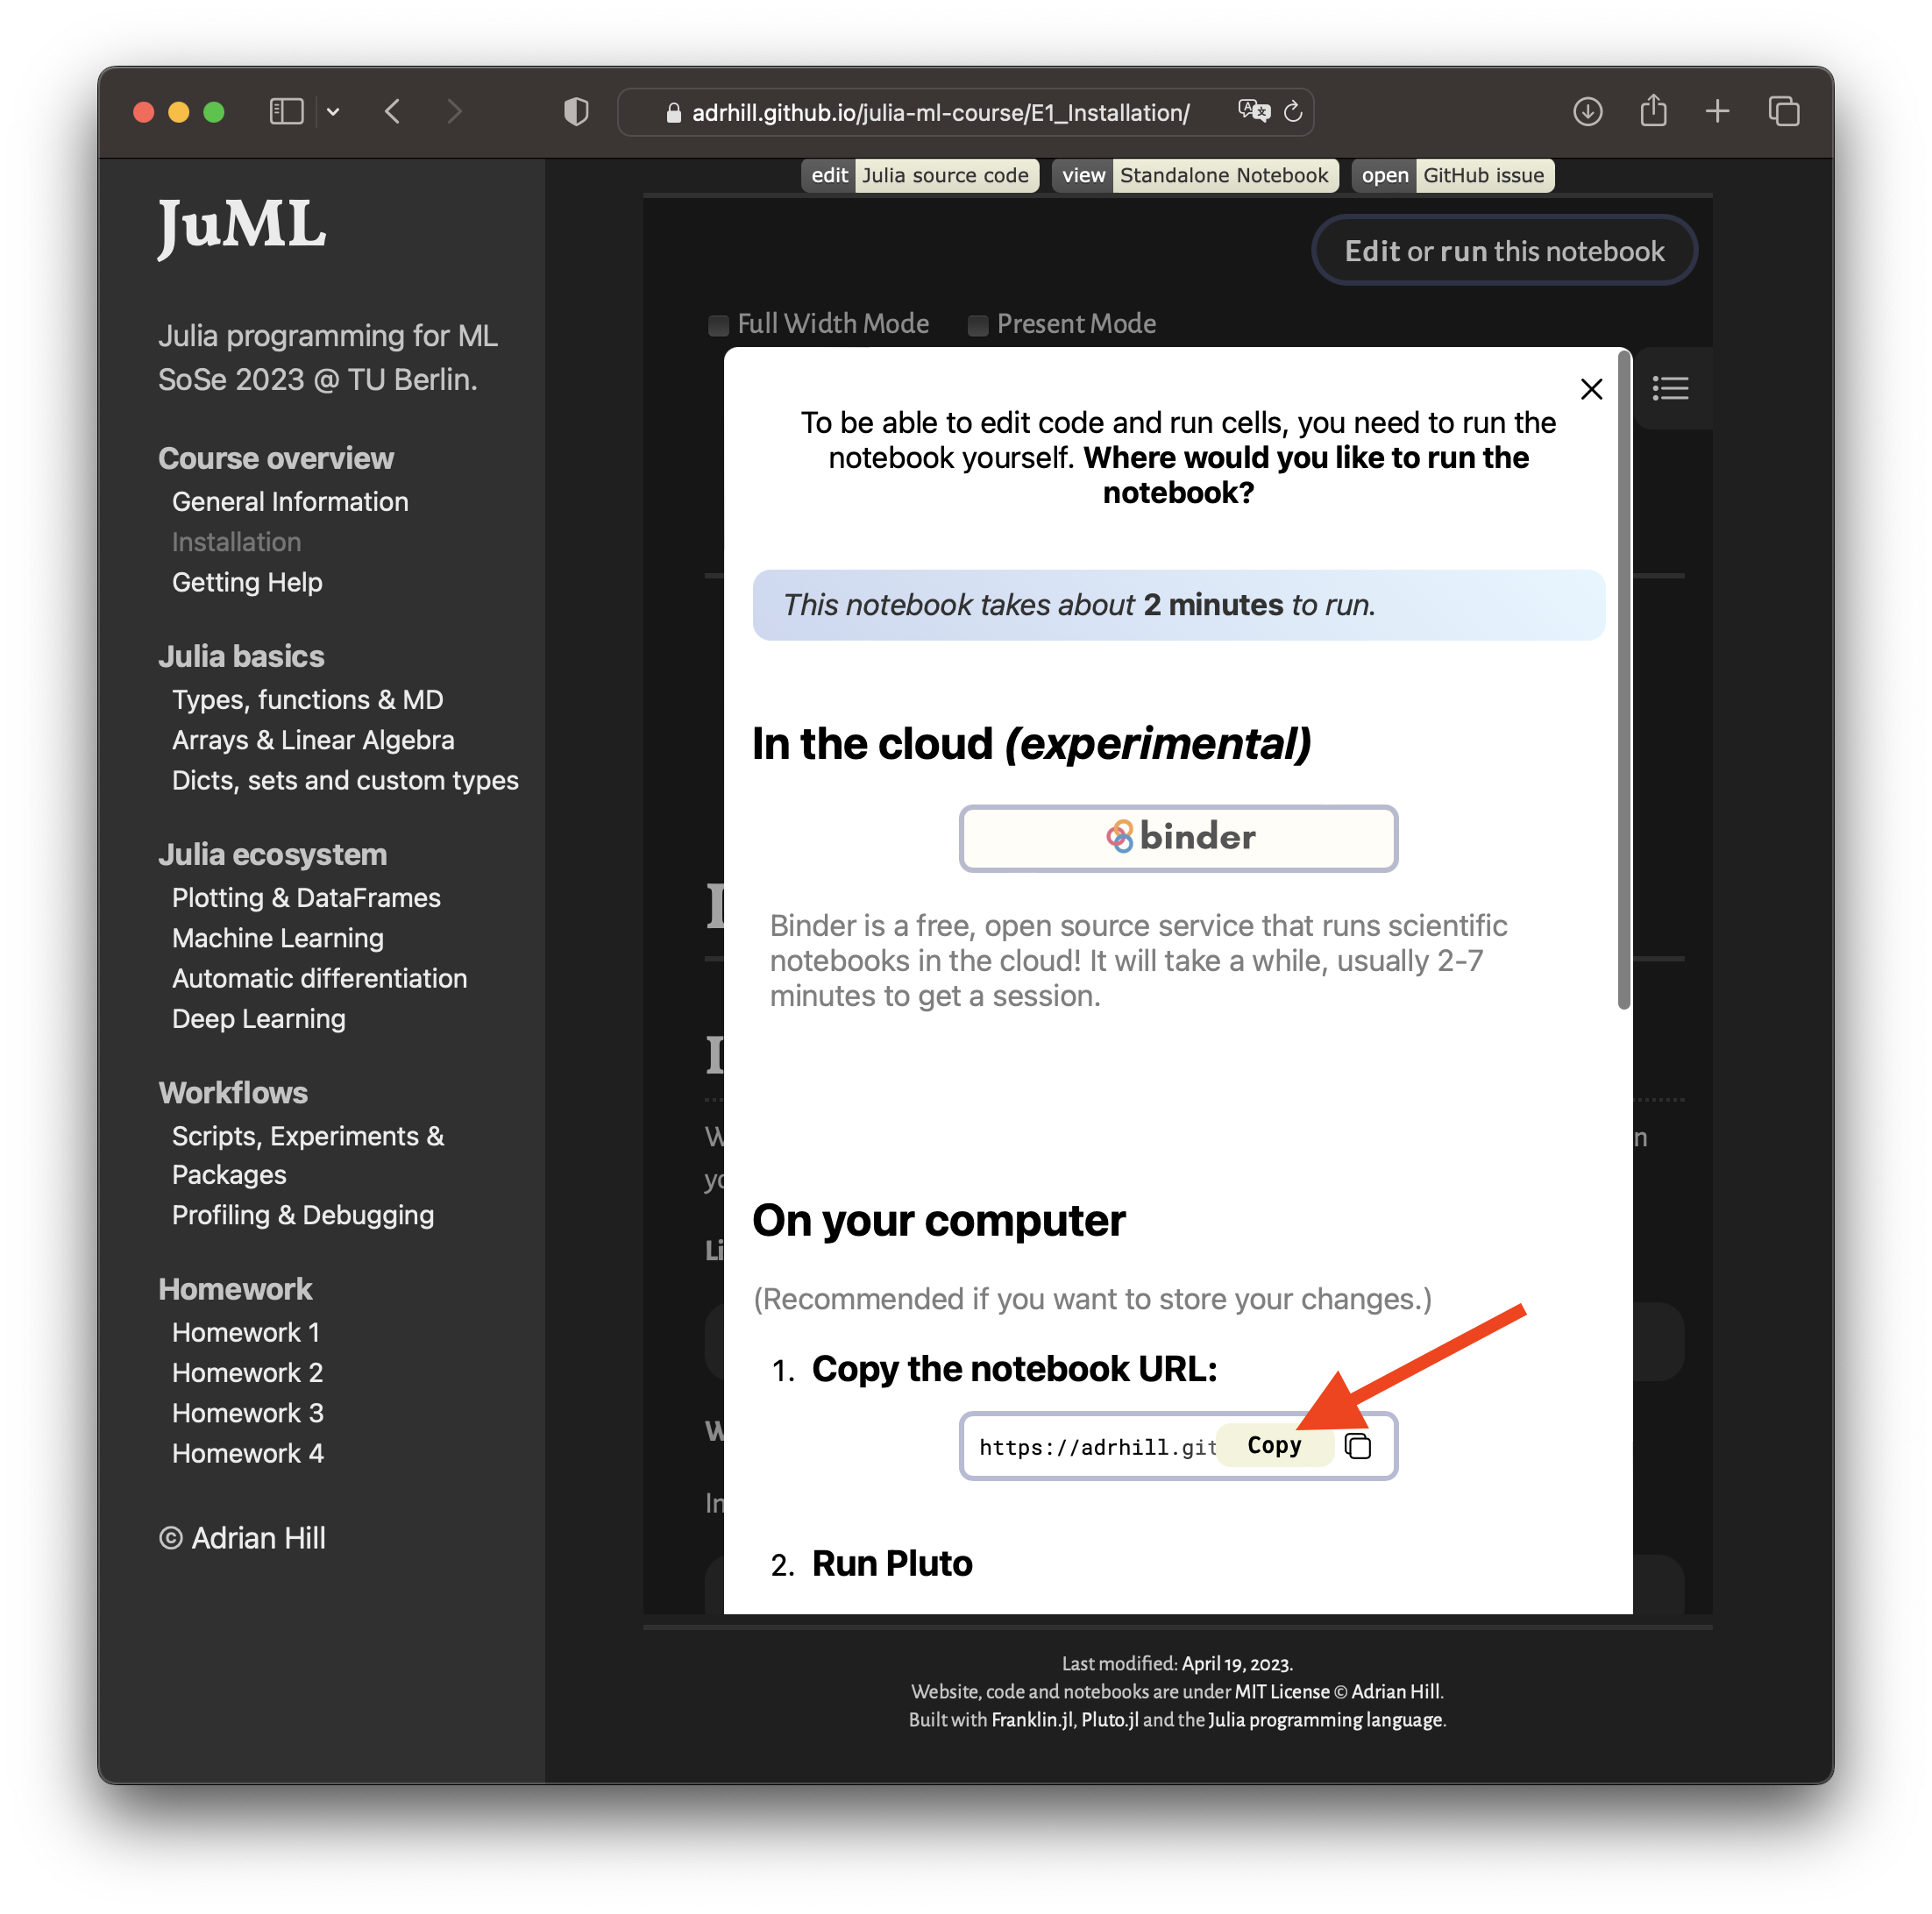 adrhill.github.io/julia-ml-course/E1_Installation/
JuML
Julia programming for ML
SoSe 2023 @ TU Berlin.
Course overview
General Information
Installation
Getting Help
Julia basics
Types, functions & MD
Arrays & Linear Algebra
Dicts, sets and custom types
Julia ecosystem
Plotting & DataFrames
Machine Learning
Automatic differentiation
Deep Learning
Workflows
Scripts, Experiments &
Packages
Profiling & Debugging
Homework
Homework 1
Homework 2
Homework 3
Homework 4
© Adrian Hill
edit Julia source code view Standalone Notebook open GitHub issue
Edit or run this notebook
Full Width Mode Present Mode
To be able to edit code and run cells, you need to run the
notebook yourself. Where would you like to run the
notebook?
This notebook takes about 2 minutes to run.
In the cloud (experimental)
binder
Binder is a free, open source service that runs scientific
notebooks in the cloud! It will take a while, usually 2-7
minutes to get a session.
On your computer
(Recommended if you want to store your changes.)
1. Copy the notebook URL:
https://adrhill.git Copy
2. Run Pluto
Last modified: April 19, 2023.
Website, code and notebooks are under MIT License © Adrian Hill.
Built with Franklin.jl, Pluto.jl and the Julia programming language.